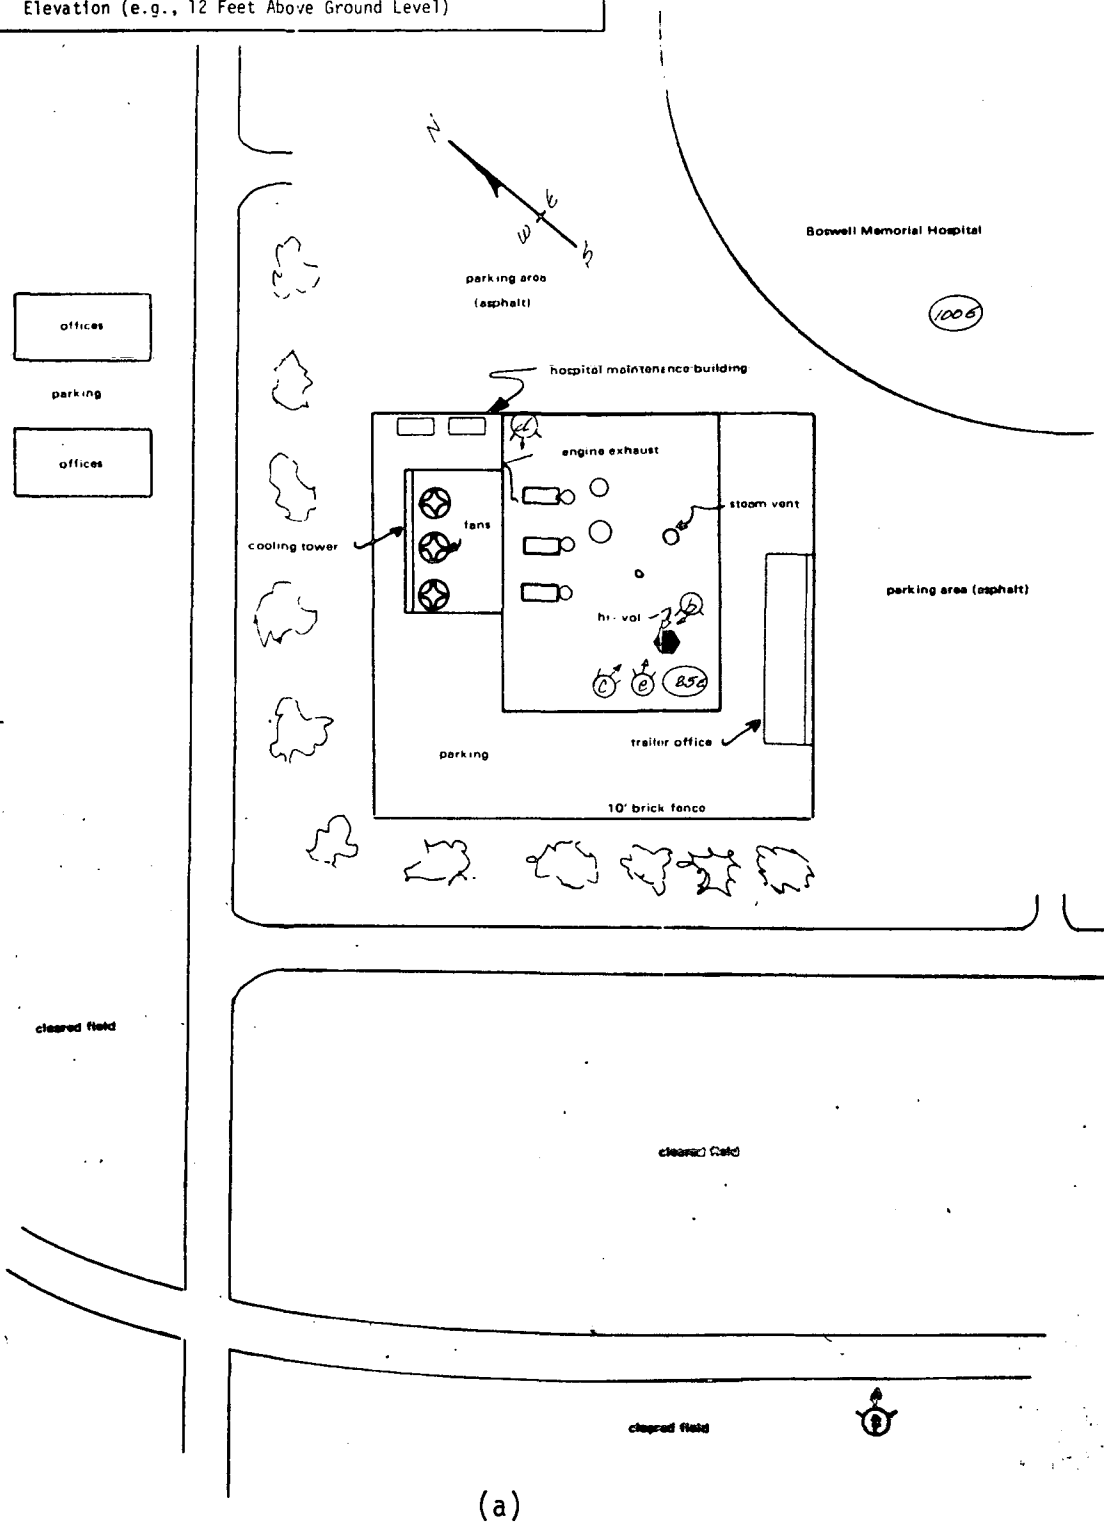 Elevation (e.g., 12 Feet Above Ground Level)
N
E
W
S
Boswell Memorial Hospital
100G
parking area
(asphalt)
offices
parking
offices
hospital maintenance building
d
engine exhaust
steam vent
fans
cooling tower
parking area (asphalt)
hi-vol
b
c
e
85G
trailer office
parking
10' brick fence
cleared field
cleared field
cleared field
(a)